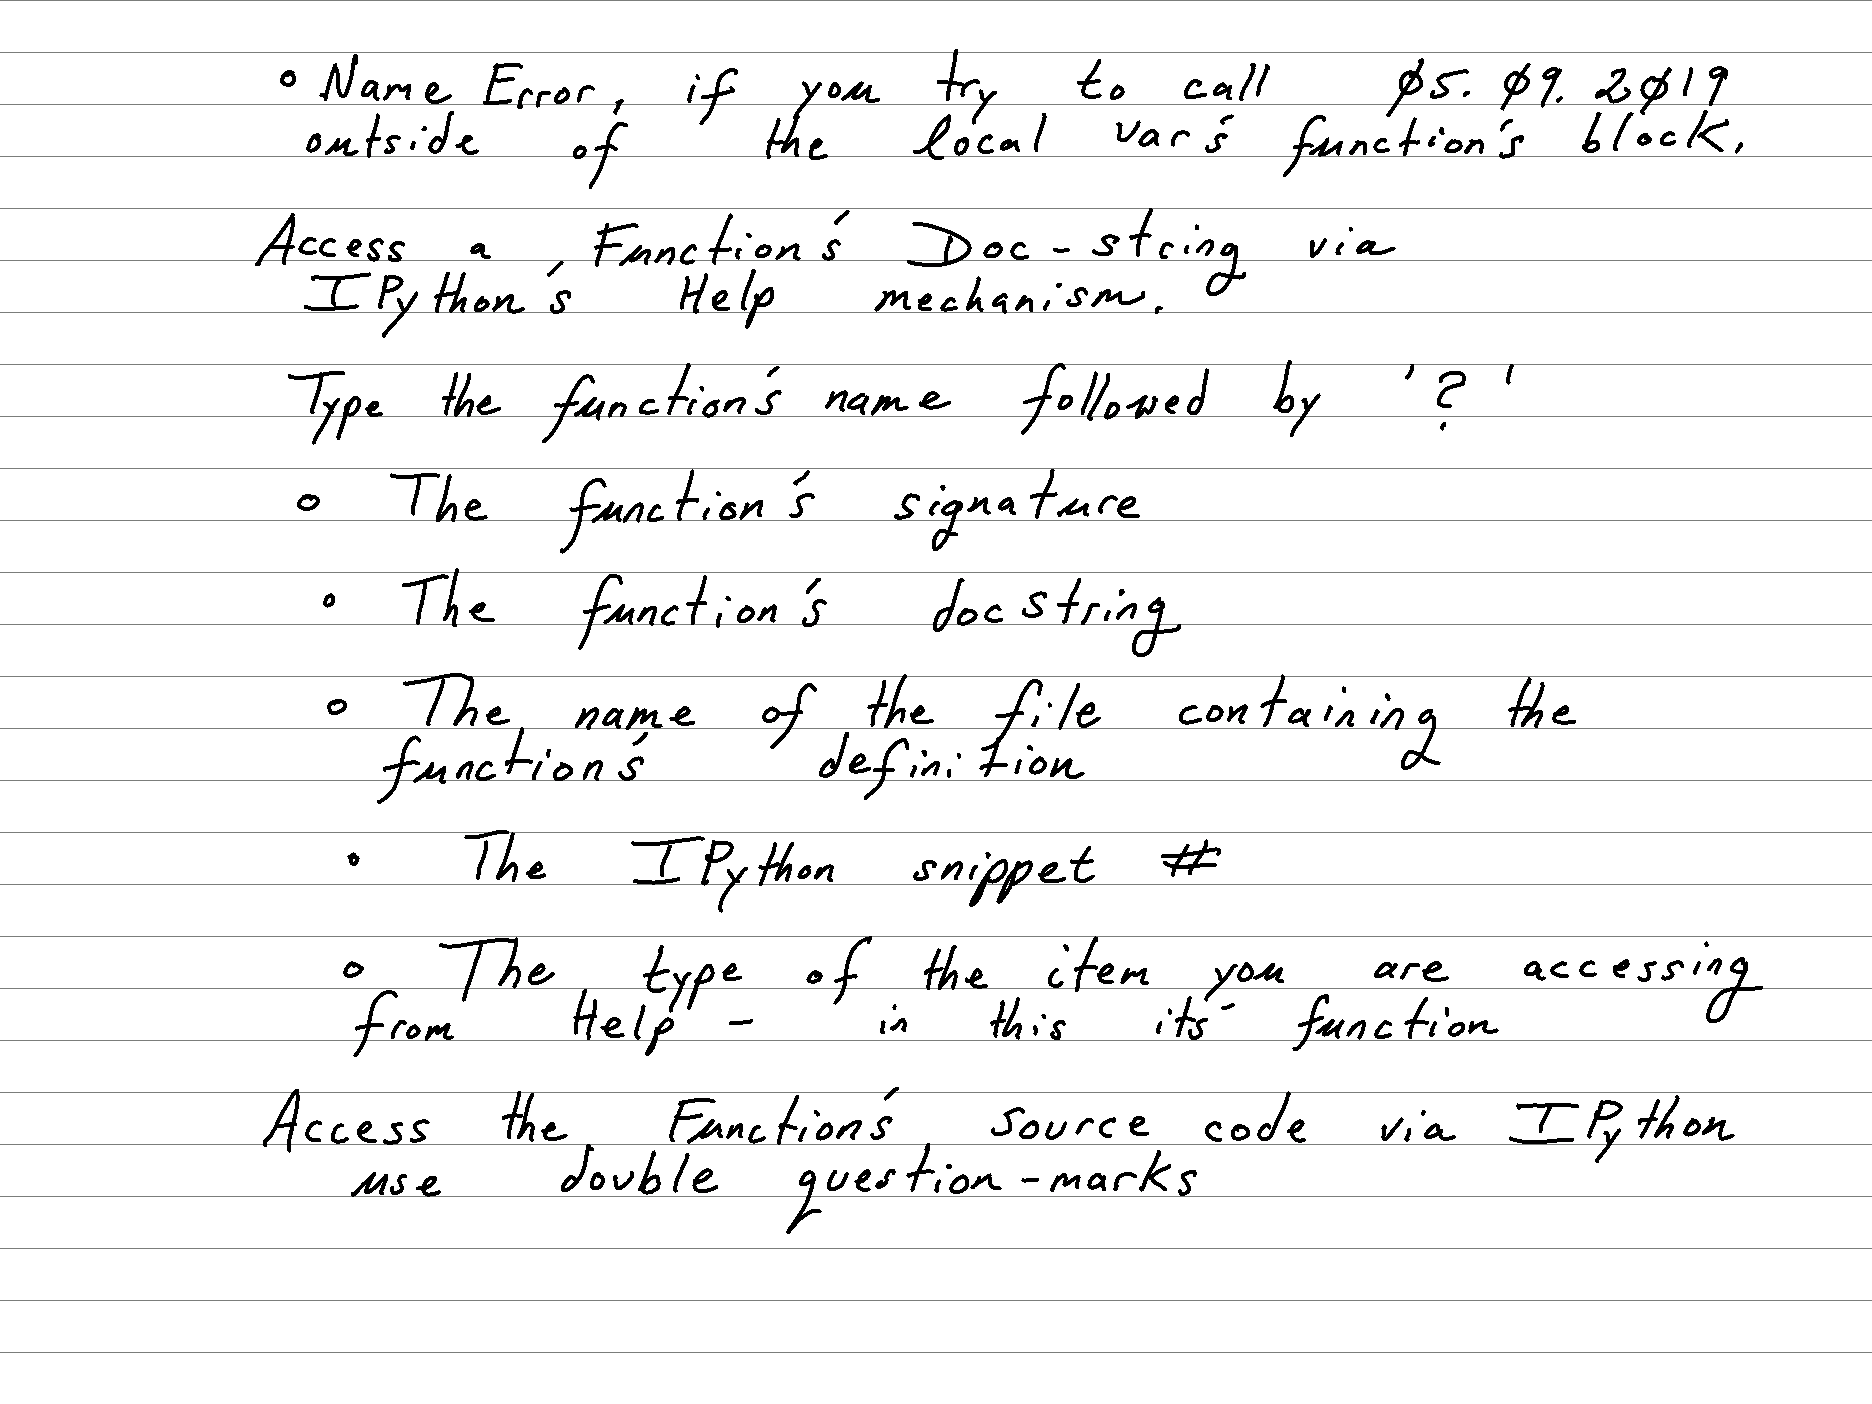 ° Name Error, if you try to call Ø5. Ø9. 2Ø19
outside of the local var's function's block.
Access a Function's Doc-string via
IPython's Help mechanism.
Type the function's name followed by '?'
° The function's signature
° The function's docstring
° The name of the file containing the
function's definition
° The IPython snippet #
° The type of the item you are accessing
from Help - in this its' function
Access the Function's source code via IPython
use double question-marks